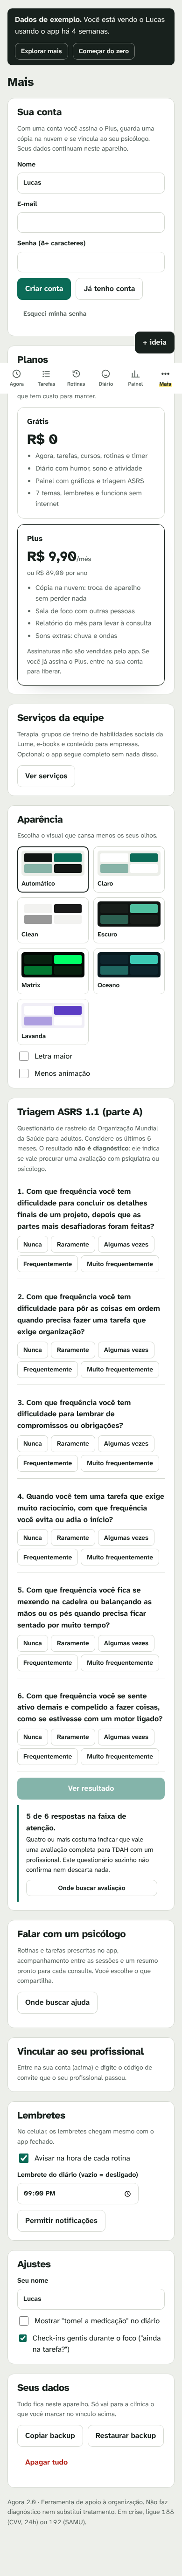 Dados de exemplo. Você está vendo o Lucas
usando o app há 4 semanas.
Explorar mais
Começar do zero
Mais
Sua conta
Com uma conta você assina o Plus, guarda uma
cópia na nuvem e se vincula ao seu psicólogo.
Seus dados continuam neste aparelho.
Nome
Lucas
E-mail
Senha (8+ caracteres)
Criar conta
Já tenho conta
Esqueci minha senha
+ ideia
Planos
Agora
Tarefas
Rotinas
Diário
Painel
Mais
que tem custo para manter.
Grátis
R$ 0
• Agora, tarefas, cursos, rotinas e timer
• Diário com humor, sono e atividade
• Painel com gráficos e triagem ASRS
• 7 temas, lembretes e funciona sem
internet
Plus
R$ 9,90/mês
ou R$ 89,00 por ano
• Cópia na nuvem: troca de aparelho
sem perder nada
• Sala de foco com outras pessoas
• Relatório do mês para levar à consulta
• Sons extras: chuva e ondas
Assinaturas não são vendidas pelo app. Se
você já assina o Plus, entre na sua conta
para liberar.
Serviços da equipe
Terapia, grupos de treino de habilidades sociais da
Lume, e-books e conteúdo para empresas.
Opcional: o app segue completo sem nada disso.
Ver serviços
Aparência
Escolha o visual que cansa menos os seus olhos.
Automático
Claro
Clean
Escuro
Matrix
Oceano
Lavanda
Letra maior
Menos animação
Triagem ASRS 1.1 (parte A)
Questionário de rastreio da Organização Mundial
da Saúde para adultos. Considere os últimos 6
meses. O resultado não é diagnóstico: ele indica
se vale procurar uma avaliação com psiquiatra ou
psicólogo.
1. Com que frequência você tem
dificuldade para concluir os detalhes
finais de um projeto, depois que as
partes mais desafiadoras foram feitas?
Nunca
Raramente
Algumas vezes
Frequentemente
Muito frequentemente
2. Com que frequência você tem
dificuldade para pôr as coisas em ordem
quando precisa fazer uma tarefa que
exige organização?
Nunca
Raramente
Algumas vezes
Frequentemente
Muito frequentemente
3. Com que frequência você tem
dificuldade para lembrar de
compromissos ou obrigações?
Nunca
Raramente
Algumas vezes
Frequentemente
Muito frequentemente
4. Quando você tem uma tarefa que exige
muito raciocínio, com que frequência
você evita ou adia o início?
Nunca
Raramente
Algumas vezes
Frequentemente
Muito frequentemente
5. Com que frequência você fica se
mexendo na cadeira ou balançando as
mãos ou os pés quando precisa ficar
sentado por muito tempo?
Nunca
Raramente
Algumas vezes
Frequentemente
Muito frequentemente
6. Com que frequência você se sente
ativo demais e compelido a fazer coisas,
como se estivesse com um motor ligado?
Nunca
Raramente
Algumas vezes
Frequentemente
Muito frequentemente
Ver resultado
5 de 6 respostas na faixa de
atenção.
Quatro ou mais costuma indicar que vale
uma avaliação completa para TDAH com um
profissional. Este questionário sozinho não
confirma nem descarta nada.
Onde buscar avaliação
Falar com um psicólogo
Rotinas e tarefas prescritas no app,
acompanhamento entre as sessões e um resumo
pronto para cada consulta. Você escolhe o que
compartilha.
Onde buscar ajuda
Vincular ao seu profissional
Entre na sua conta (acima) e digite o código de
convite que o seu profissional passou.
Lembretes
No celular, os lembretes chegam mesmo com o
app fechado.
Avisar na hora de cada rotina
Lembrete do diário (vazio = desligado)
09:00 PM
Permitir notificações
Ajustes
Seu nome
Lucas
Mostrar "tomei a medicação" no diário
Check-ins gentis durante o foco ("ainda
na tarefa?")
Seus dados
Tudo fica neste aparelho. Só vai para a clínica o
que você marcar no vínculo acima.
Copiar backup
Restaurar backup
Apagar tudo
Agora 2.0 · Ferramenta de apoio à organização. Não faz
diagnóstico nem substitui tratamento. Em crise, ligue 188
(CVV, 24h) ou 192 (SAMU).